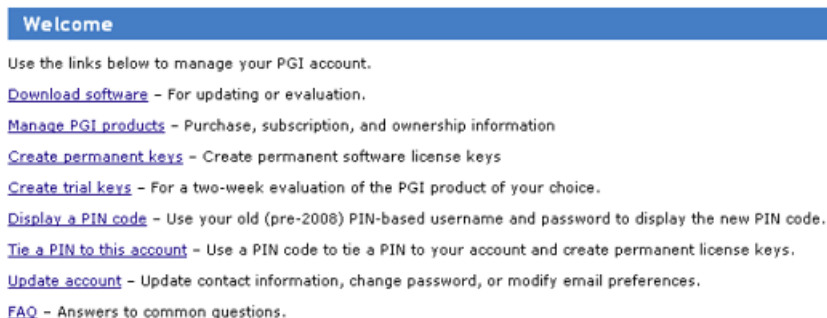 Welcome
Use the links below to manage your PGI account.
Download software – For updating or evaluation.
Manage PGI products – Purchase, subscription, and ownership information
Create permanent keys – Create permanent software license keys
Create trial keys – For a two-week evaluation of the PGI product of your choice.
Display a PIN code – Use your old (pre-2008) PIN-based username and password to display the new PIN code.
Tie a PIN to this account – Use a PIN code to tie a PIN to your account and create permanent license keys.
Update account – Update contact information, change password, or modify email preferences.
FAQ – Answers to common questions.